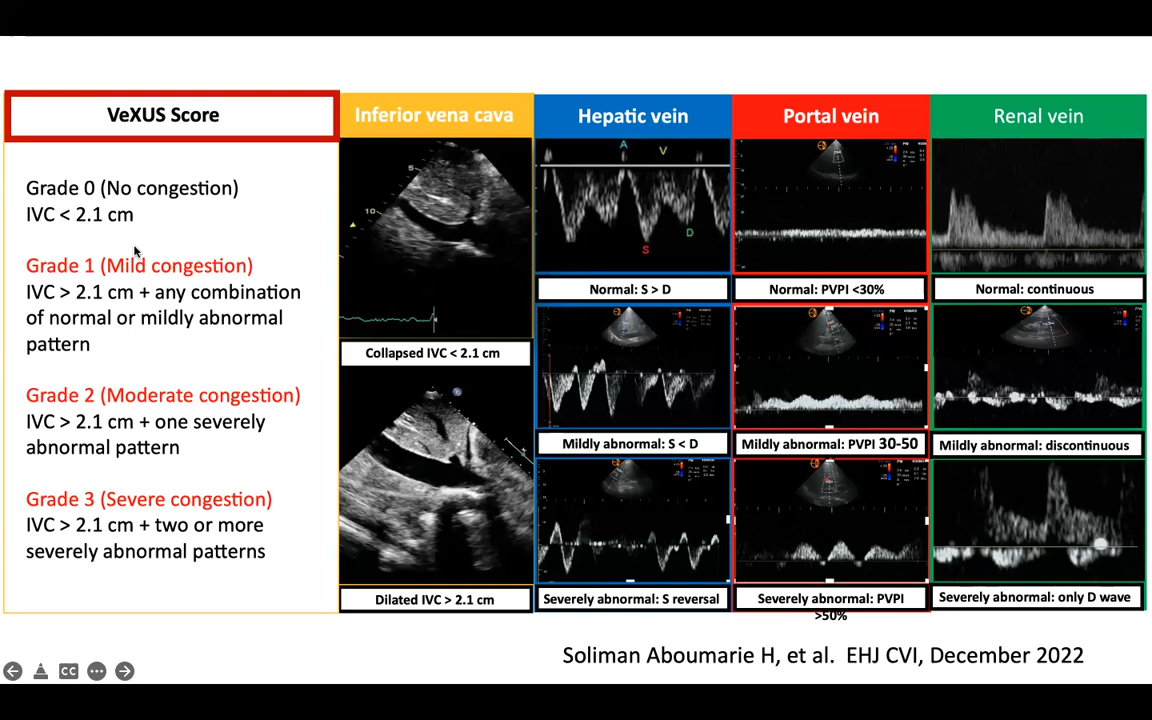 VeXUS Score
Grade 0 (No congestion)
IVC < 2.1 cm
Grade 1 (Mild congestion)
IVC > 2.1 cm + any combination
of normal or mildly abnormal
pattern
Grade 2 (Moderate congestion)
IVC > 2.1 cm + one severely
abnormal pattern
Grade 3 (Severe congestion)
IVC > 2.1 cm + two or more
severely abnormal patterns
Inferior vena cava
5
10
Collapsed IVC < 2.1 cm
Dilated IVC > 2.1 cm
Hepatic vein
A
V
S
D
Normal: S > D
Mildly abnormal: S < D
Severely abnormal: S reversal
Portal vein
Normal: PVPI <30%
Mildly abnormal: PVPI 30-50
Severely abnormal: PVPI
>50%
Renal vein
Normal: continuous
Mildly abnormal: discontinuous
Severely abnormal: only D wave
Soliman Aboumarie H, et al. EHJ CVI, December 2022
CC